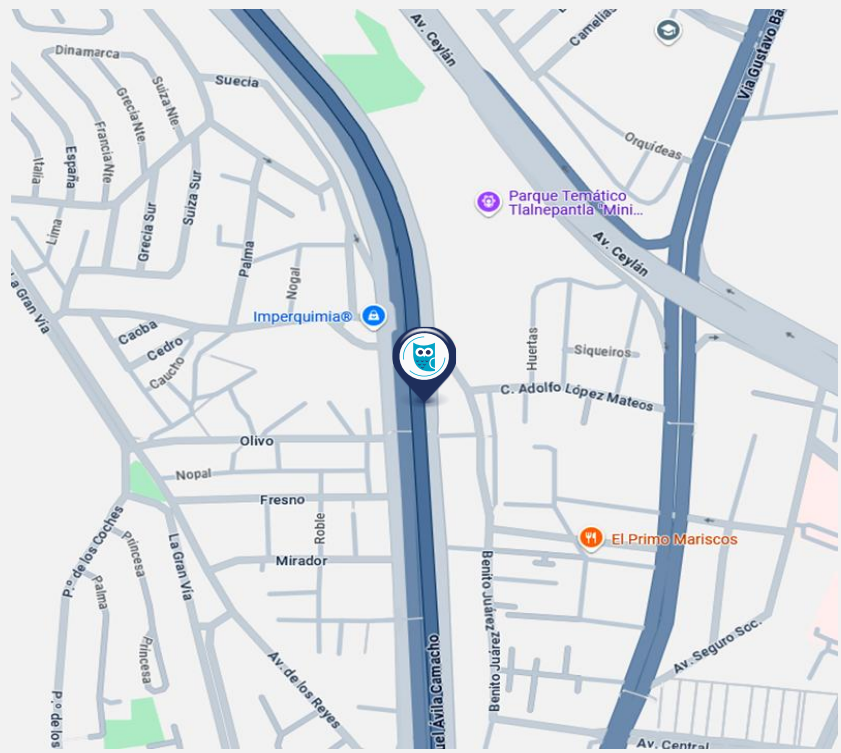 Av. Ceylán
Camelias
Vía Gustavo Ba
Dinamarca
Suecia
Suiza Nte.
Grecia Nte.
Francia Nte
España
Italia
Orquídeas
Parque Temático
Tlalnepantla "Mini...
Suiza Sur
Grecia Sur
Lima
Palma
Av. Ceylán
La Gran Vía
Nogal
Imperquimia®
Caoba
Cedro
Caucho
Huertas
Siqueiros
C. Adolfo López Mateos
Olivo
Nopal
Fresno
Roble
P.º de los Coches
Princesa
La Gran Vía
Mirador
El Primo Mariscos
Palma
Princesa
Benito Juárez
Benito Juárez
Av. Seguro Soc.
Av. de los Reyes
uel Ávila Camacho
P.º de los
Av. Central